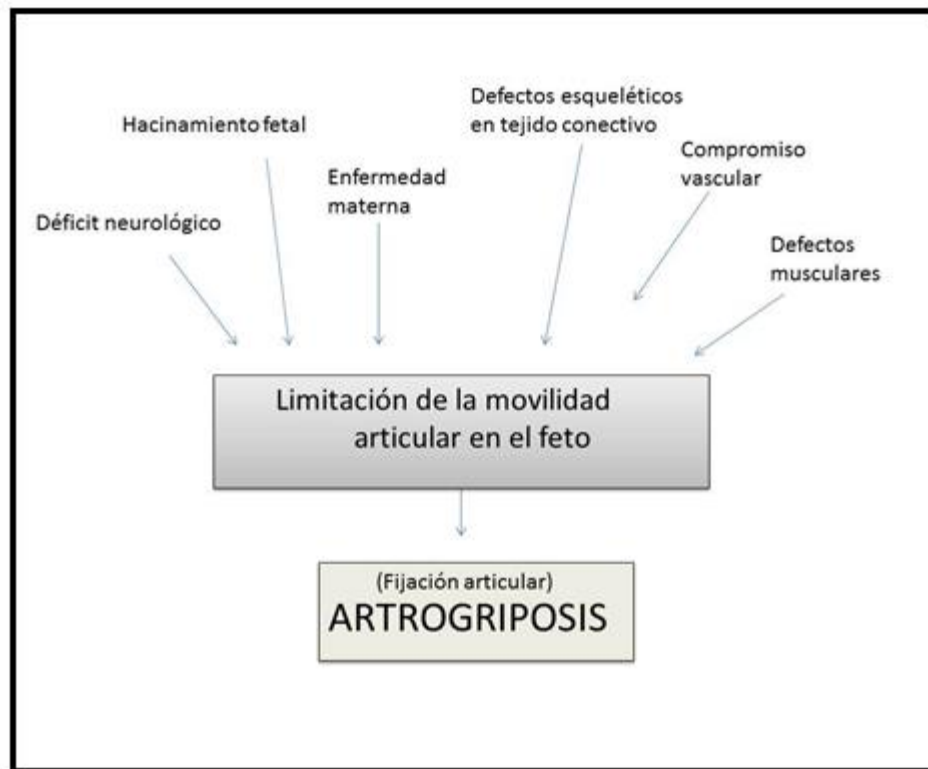 Defectos esqueléticos
en tejido conectivo
Hacinamiento fetal
Compromiso
vascular
Enfermedad
materna
Déficit neurológico
Defectos
musculares
Limitación de la movilidad
articular en el feto
(Fijación articular)
ARTROGRIPOSIS